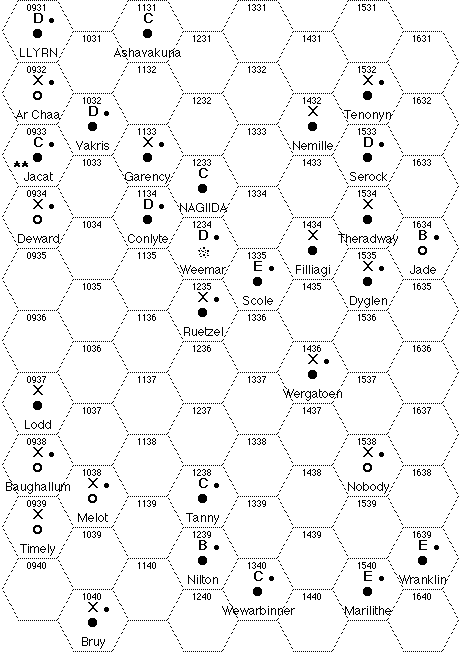 0931 1131 1331 1531
D C
1031 1231 1431 1631
LLYRN Ashavakuna
0932 1132 1332 1532
X X
1032 1232 1432 1632
D X
Ar Chaa Tenonyn
0933 1133 1333 1533
C X D
Yakris Nemille
1033 1233 1433 1633
**
C
Jacat Garency Serock
0934 1134 1334 1534
X D X
NAGIIDA
1034 1234 1434 1634
D X B
Deward Conlyte Theradway
0935 1135 1335 1535
E X
Weemar Filliagi Jade
1035 1235 1435 1635
X
Scole Dyglen
0936 1136 1336 1536
Ruetzel
1036 1236 1436 1636
X
0937 1137 1337 1537
X
Wergatoen
1037 1237 1437 1637
Lodd
0938 1138 1338 1538
X X
1038 1238 1438 1638
X C
Baughallum Nobody
0939 1139 1339 1539
X
Melot Tanny
1039 1239 1439 1639
B E
Timely
0940 1140 1340 1540
C E
Nilton Wranklin
1040 1240 1440 1640
X
Wewarbinner Marilithe
Bruy